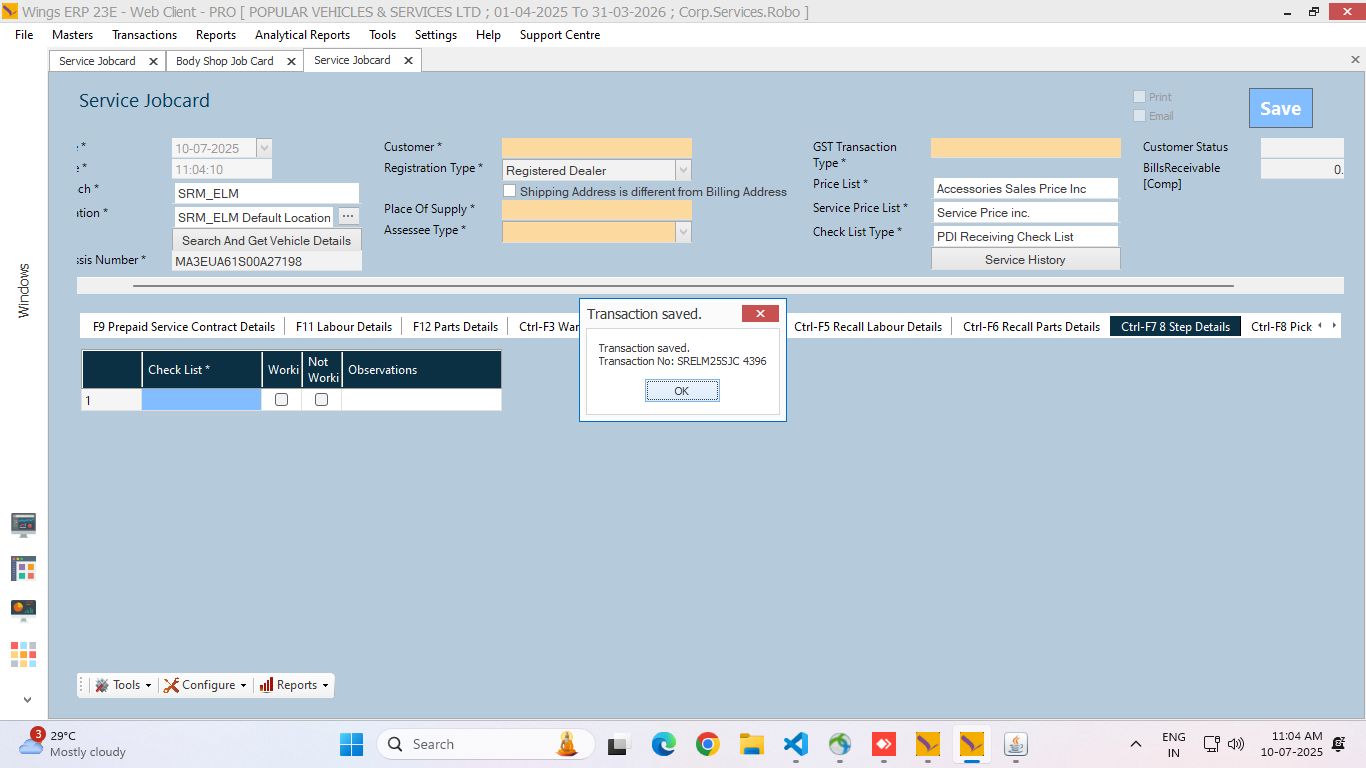 Wings ERP 23E - Web Client - PRO [ POPULAR VEHICLES & SERVICES LTD ; 01-04-2025 To 31-03-2026 ; Corp.Services.Robo ]
File Masters Transactions Reports Analytical Reports Tools Settings Help Support Centre
Service Jobcard Body Shop Job Card Service Jobcard
Service Jobcard
Print
Email
Save
10-07-2025
11:04:10
SRM_ELM
SRM_ELM Default Location
Search And Get Vehicle Details
ssis Number *
MA3EUA61S00A27198
Customer *
Registration Type *
Registered Dealer
Shipping Address is different from Billing Address
Place Of Supply *
Assessee Type *
GST Transaction
Type *
Price List *
Accessories Sales Price Inc
Service Price List *
Service Price inc.
Check List Type *
PDI Receiving Check List
Service History
Customer Status
BillsReceivable
[Comp]
0.
Windows
F9 Prepaid Service Contract Details F11 Labour Details F12 Parts Details Ctrl-F3 War Ctrl-F5 Recall Labour Details Ctrl-F6 Recall Parts Details Ctrl-F7 8 Step Details Ctrl-F8 Pick
Check List * Worki Not Worki Observations
1
Transaction saved.
Transaction saved.
Transaction No: SRELM25SJC 4396
OK
Tools Configure Reports
3
29°C
Mostly cloudy
Search
ENG
IN
11:04 AM
10-07-2025